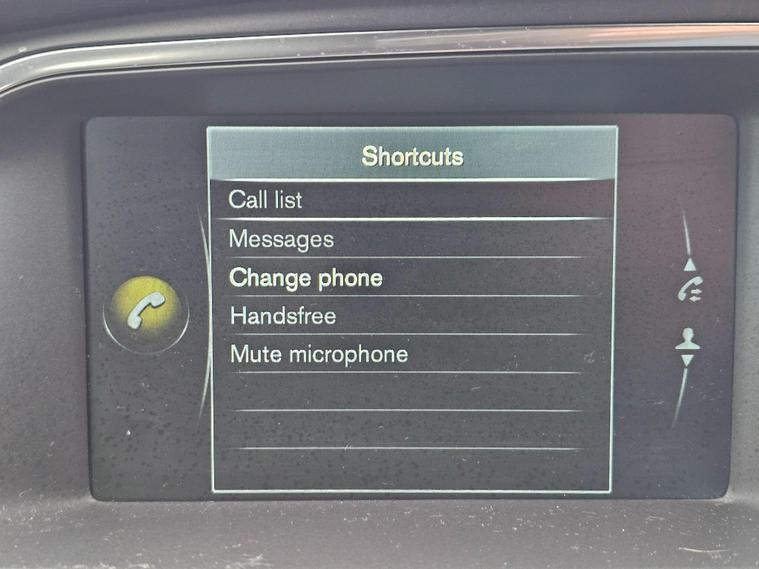 Shortcuts
Call list
Messages
Change phone
Handsfree
Mute microphone